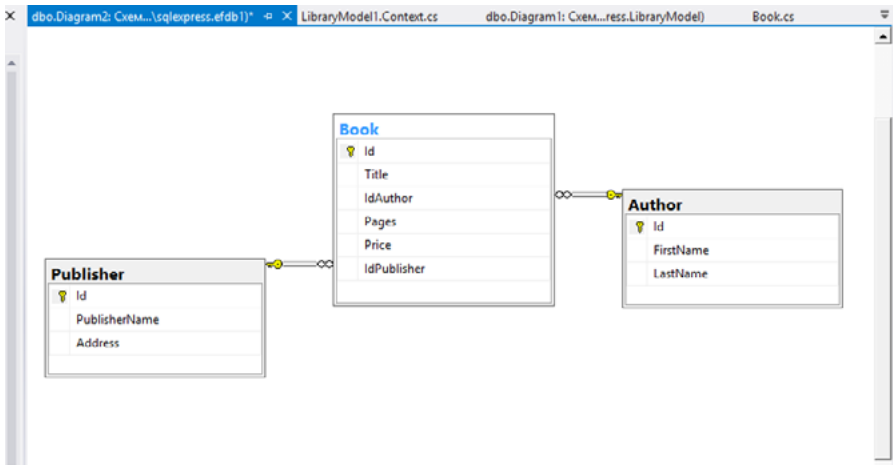 dbo.Diagram2: Схем...\sqlexpress.efdb1)* LibraryModel1.Context.cs dbo.Diagram1: Схем...ress.LibraryModel) Book.cs
Book
Id
Title
IdAuthor
Pages
Price
IdPublisher
Author
Id
FirstName
LastName
Publisher
Id
PublisherName
Address